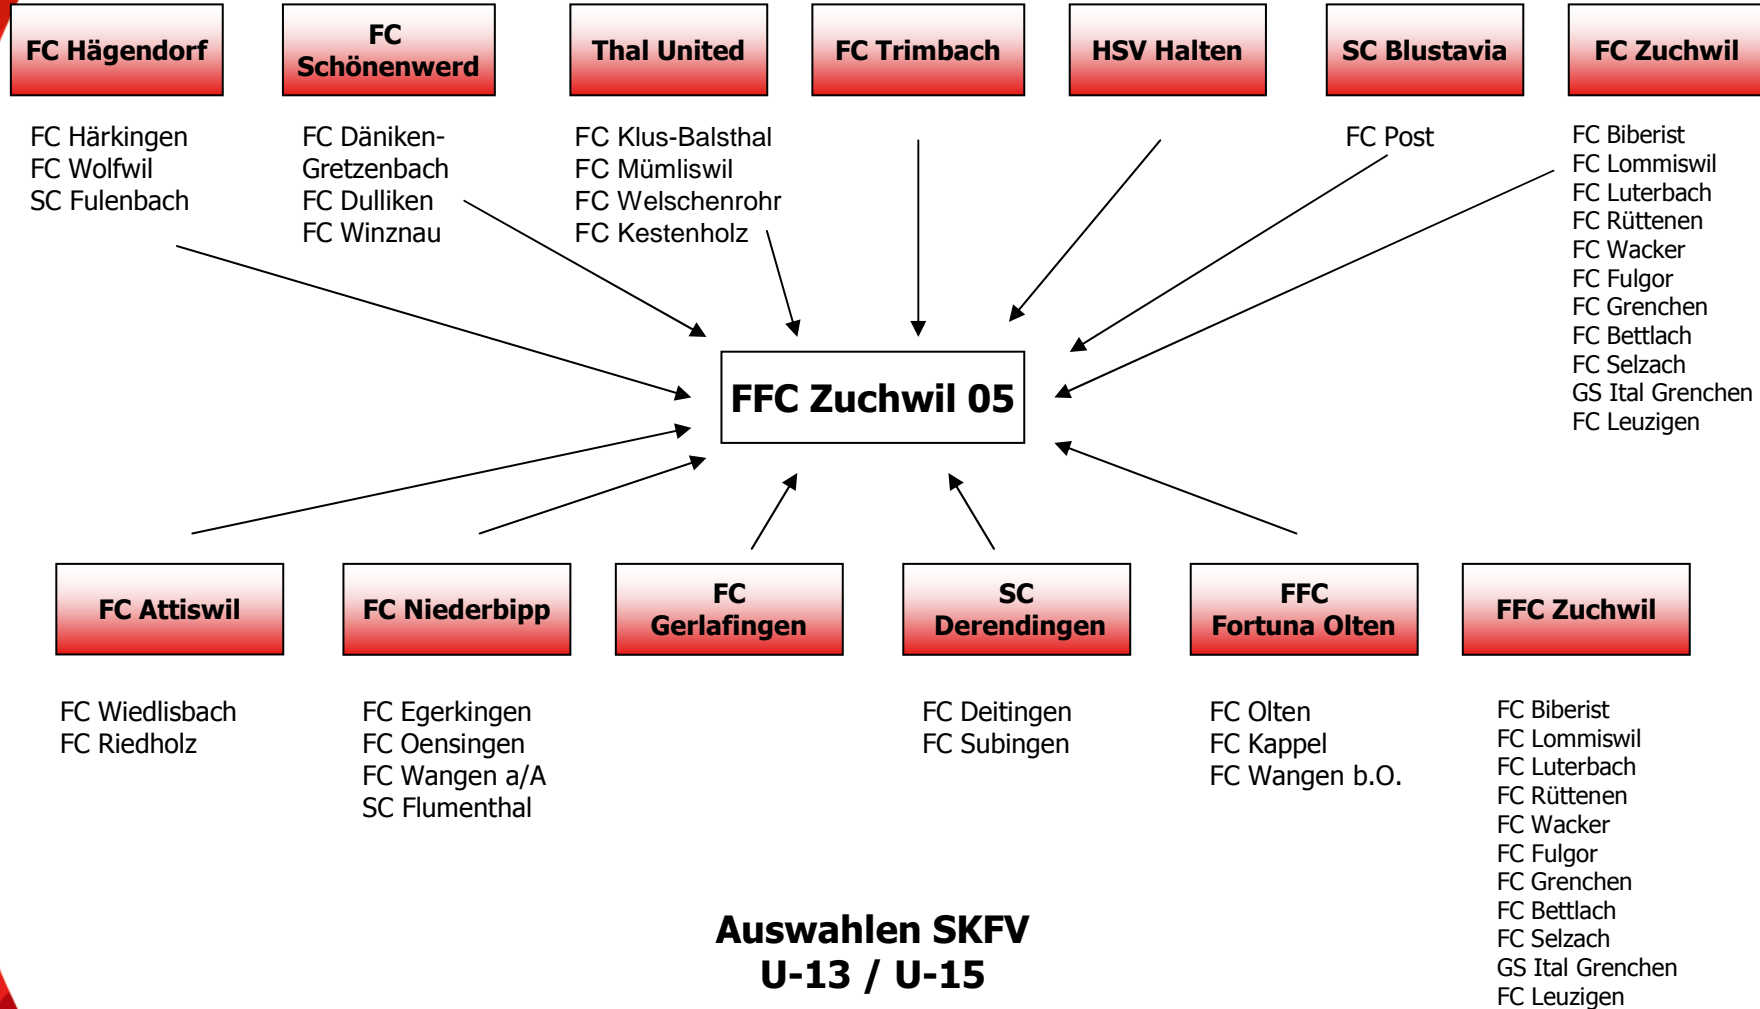 FC Hägendorf
FC Härkingen
FC Wolfwil
SC Fulenbach
FC
Schönenwerd
FC Däniken-
Gretzenbach
FC Dulliken
FC Winznau
Thal United
FC Klus-Balsthal
FC Mümliswil
FC Welschenrohr
FC Kestenholz
FC Trimbach
HSV Halten
SC Blustavia
FC Post
FC Zuchwil
FC Biberist
FC Lommiswil
FC Luterbach
FC Rüttenen
FC Wacker
FC Fulgor
FC Grenchen
FC Bettlach
FC Selzach
GS Ital Grenchen
FC Leuzigen
FFC Zuchwil 05
FC Attiswil
FC Wiedlisbach
FC Riedholz
FC Niederbipp
FC Egerkingen
FC Oensingen
FC Wangen a/A
SC Flumenthal
FC
Gerlafingen
SC
Derendingen
FC Deitingen
FC Subingen
FFC
Fortuna Olten
FC Olten
FC Kappel
FC Wangen b.O.
FFC Zuchwil
FC Biberist
FC Lommiswil
FC Luterbach
FC Rüttenen
FC Wacker
FC Fulgor
FC Grenchen
FC Bettlach
FC Selzach
GS Ital Grenchen
FC Leuzigen
Auswahlen SKFV
U-13 / U-15